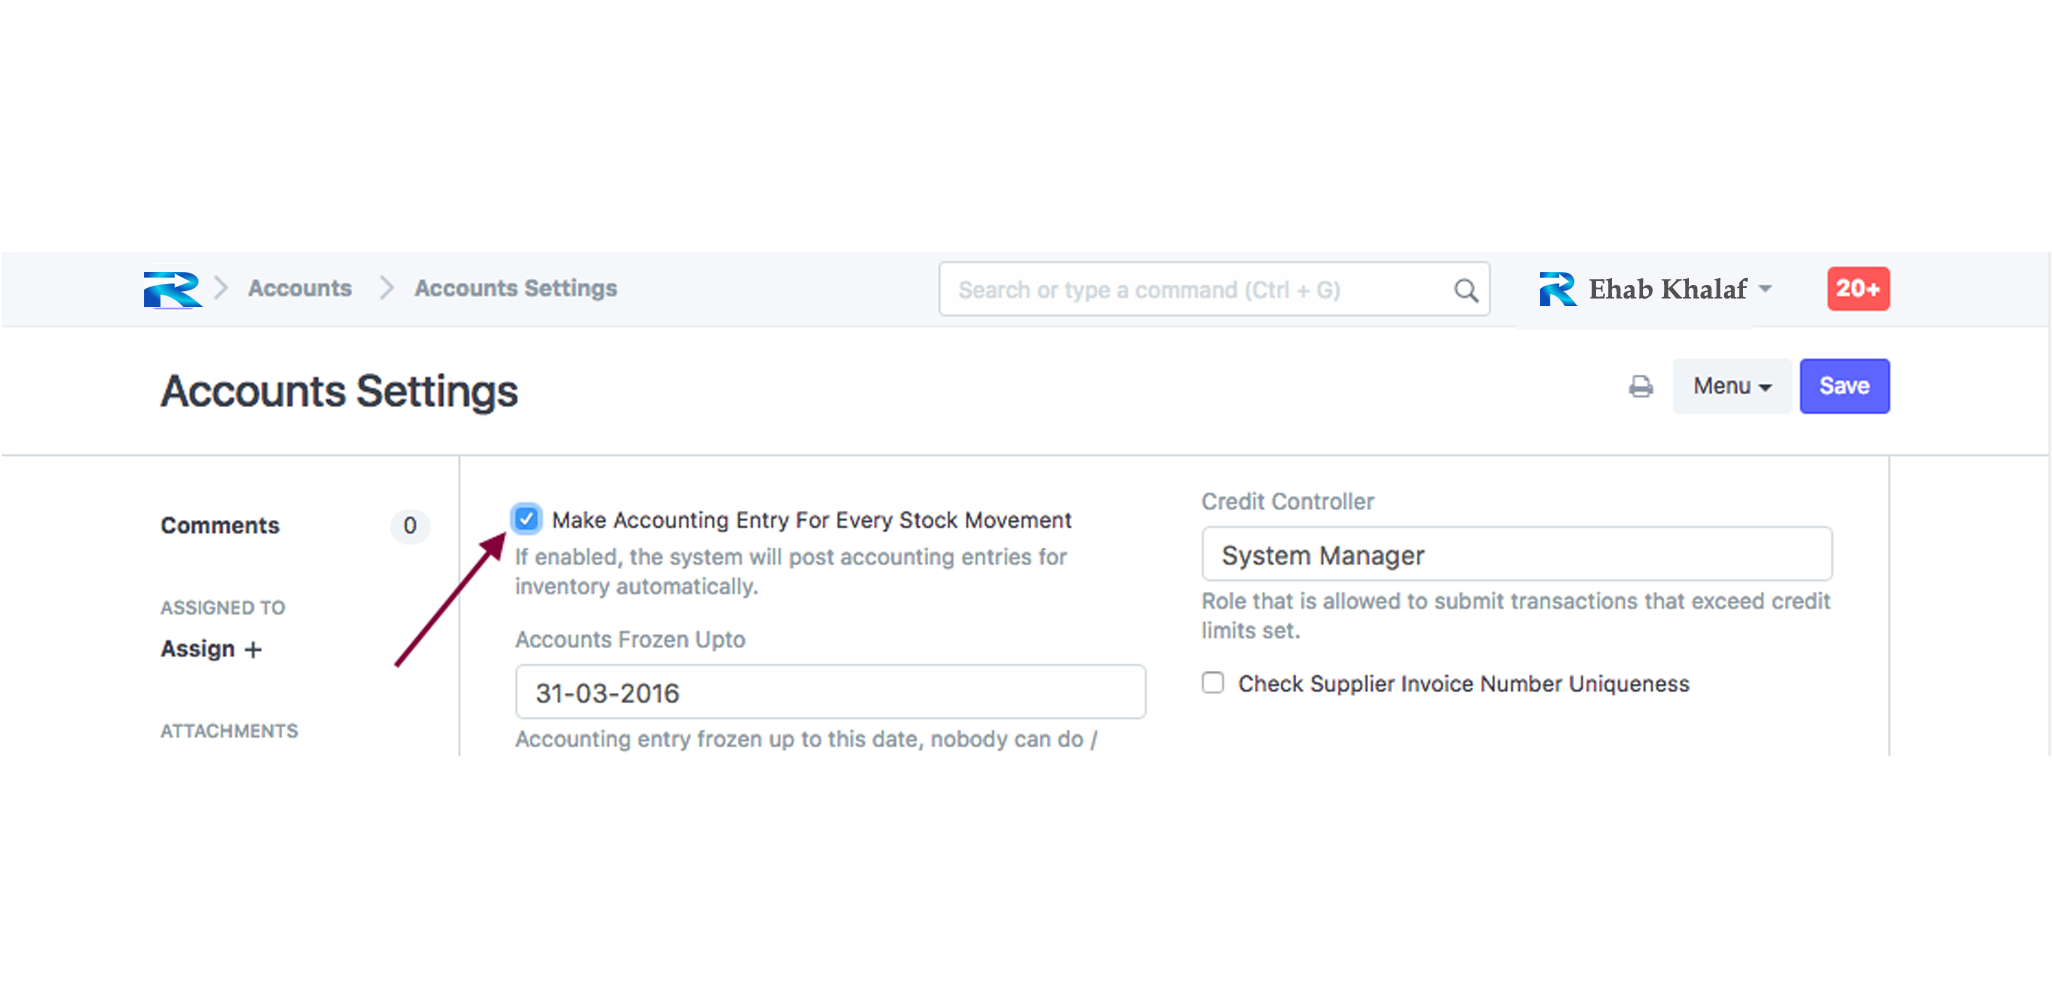 Accounts
Accounts Settings
Search or type a command (Ctrl + G)
Ehab Khalaf
20+
Accounts Settings
Menu
Save
Comments
0
ASSIGNED TO
Assign +
ATTACHMENTS
Make Accounting Entry For Every Stock Movement
If enabled, the system will post accounting entries for
inventory automatically.
Accounts Frozen Upto
31-03-2016
Accounting entry frozen up to this date, nobody can do /
Credit Controller
System Manager
Role that is allowed to submit transactions that exceed credit
limits set.
Check Supplier Invoice Number Uniqueness